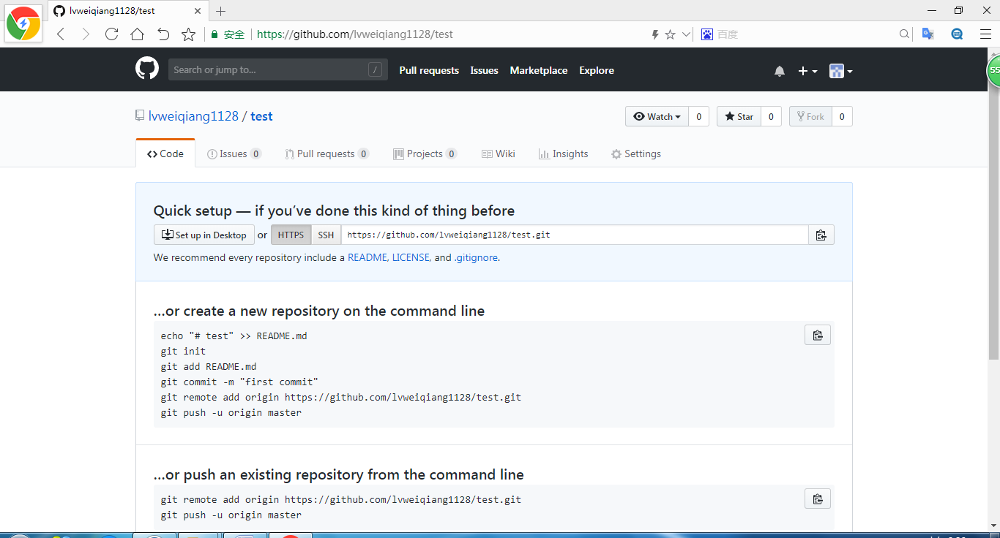 lvweiqiang1128/test
安全 https://github.com/lvweiqiang1128/test
百度
Search or jump to... / Pull requests Issues Marketplace Explore
55
lvweiqiang1128 / test
Watch 0 Star 0 Fork 0
Code Issues 0 Pull requests 0 Projects 0 Wiki Insights Settings
Quick setup — if you’ve done this kind of thing before
Set up in Desktop or HTTPS SSH https://github.com/lvweiqiang1128/test.git
We recommend every repository include a README, LICENSE, and .gitignore.
…or create a new repository on the command line
echo "# test" >> README.md
git init
git add README.md
git commit -m "first commit"
git remote add origin https://github.com/lvweiqiang1128/test.git
git push -u origin master
…or push an existing repository from the command line
git remote add origin https://github.com/lvweiqiang1128/test.git
git push -u origin master